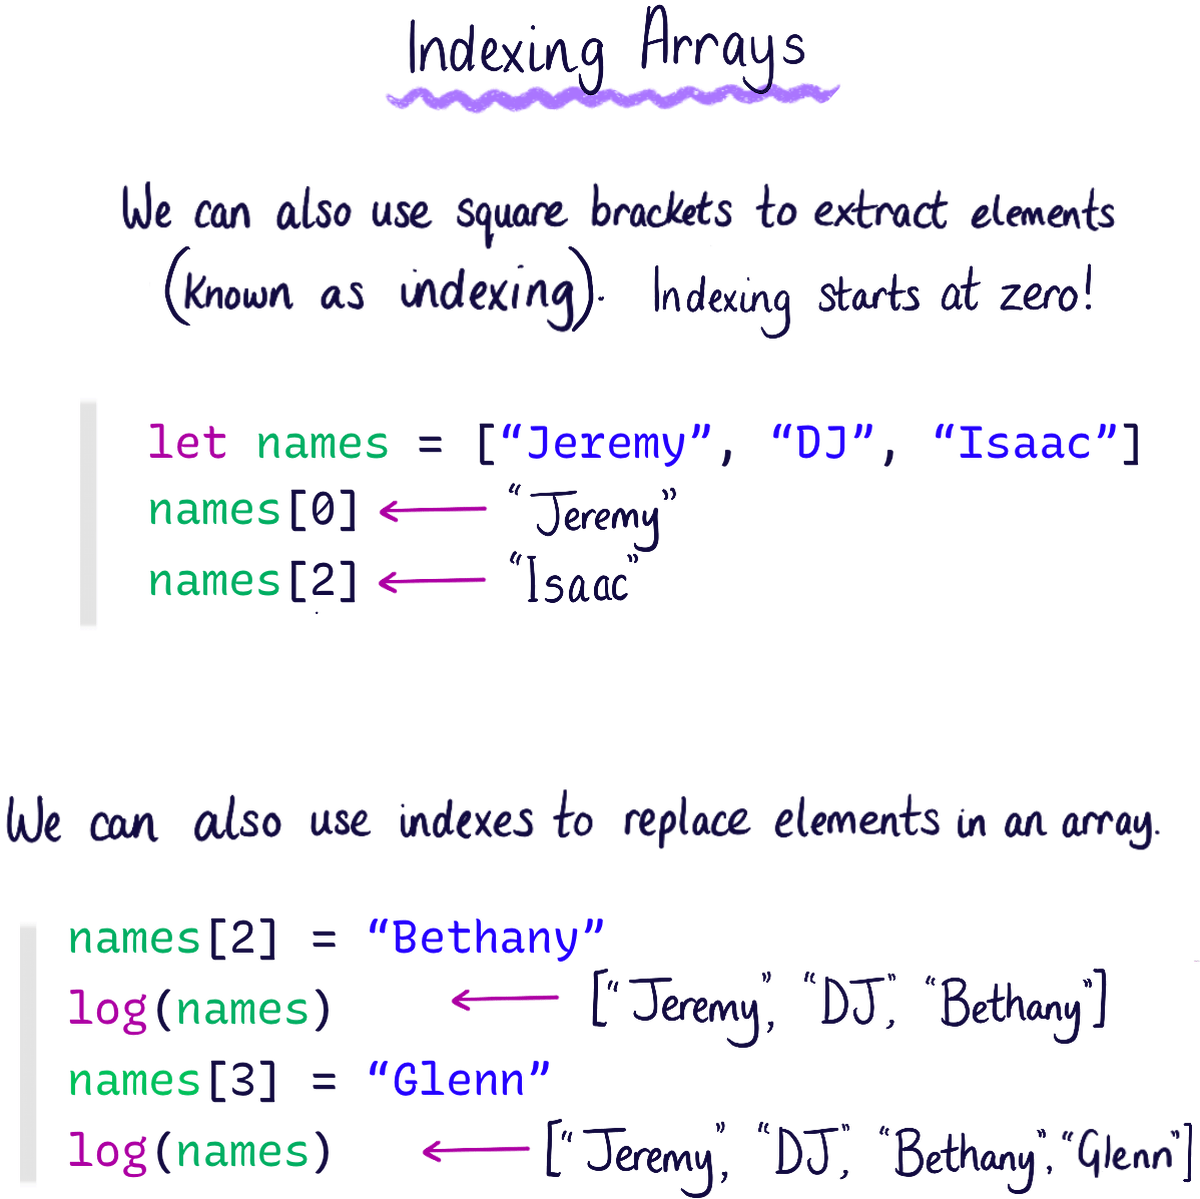 Indexing Arrays
We can also use square brackets to extract elements
(Known as indexing). Indexing starts at zero!
let names = [“Jeremy”, “DJ”, “Isaac”]
names[0] ← “Jeremy”
names[2] ← “Isaac”
We can also use indexes to replace elements in an array.
names[2] = “Bethany”
log(names) ← [“Jeremy”, “DJ”, “Bethany”]
names[3] = “Glenn”
log(names) ← [“Jeremy”, “DJ”, “Bethany”, “Glenn”]